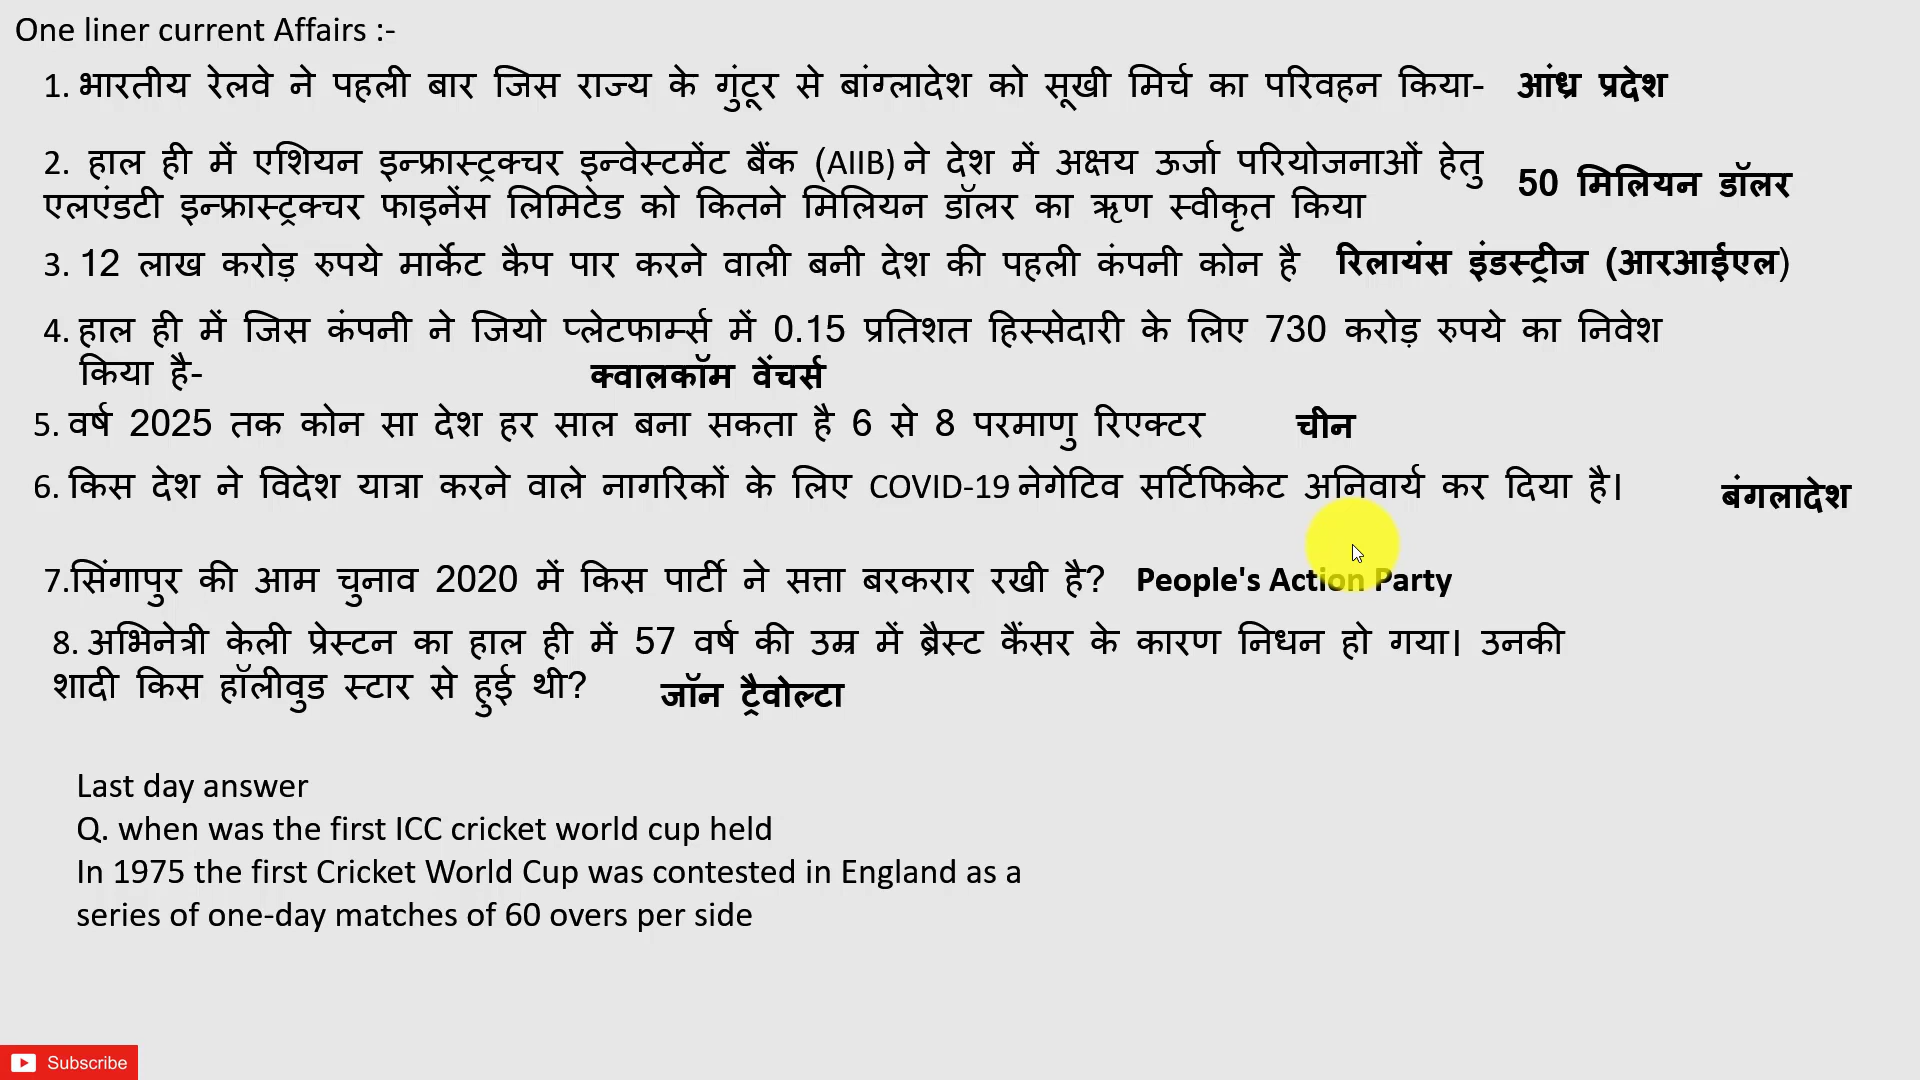 One liner current Affairs :-
1. भारतीय रेलवे ने पहली बार जिस राज्य के गुंटूर से बांग्लादेश को सूखी मिर्च का परिवहन किया- आंध्र प्रदेश
2. हाल ही में एशियन इन्फ्रास्ट्रक्चर इन्वेस्टमेंट बैंक (AIIB) ने देश में अक्षय ऊर्जा परियोजनाओं हेतु
एलएंडटी इन्फ्रास्ट्रक्चर फाइनेंस लिमिटेड को कितने मिलियन डॉलर का ऋण स्वीकृत किया 50 मिलियन डॉलर
3. 12 लाख करोड़ रुपये मार्केट कैप पार करने वाली बनी देश की पहली कंपनी कोन है रिलायंस इंडस्ट्रीज (आरआईएल)
4. हाल ही में जिस कंपनी ने जियो प्लेटफार्म्स में 0.15 प्रतिशत हिस्सेदारी के लिए 730 करोड़ रुपये का निवेश
किया है- क्वालकॉम वेंचर्स
5. वर्ष 2025 तक कोन सा देश हर साल बना सकता है 6 से 8 परमाणु रिएक्टर चीन
6. किस देश ने विदेश यात्रा करने वाले नागरिकों के लिए COVID-19 नेगेटिव सर्टिफिकेट अनिवार्य कर दिया है। बंगलादेश
7.सिंगापुर की आम चुनाव 2020 में किस पार्टी ने सत्ता बरकरार रखी है? People's Action Party
8. अभिनेत्री केली प्रेस्टन का हाल ही में 57 वर्ष की उम्र में ब्रैस्ट कैंसर के कारण निधन हो गया। उनकी
शादी किस हॉलीवुड स्टार से हुई थी? जॉन ट्रैवोल्टा
Last day answer
Q. when was the first ICC cricket world cup held
In 1975 the first Cricket World Cup was contested in England as a
series of one-day matches of 60 overs per side
Subscribe